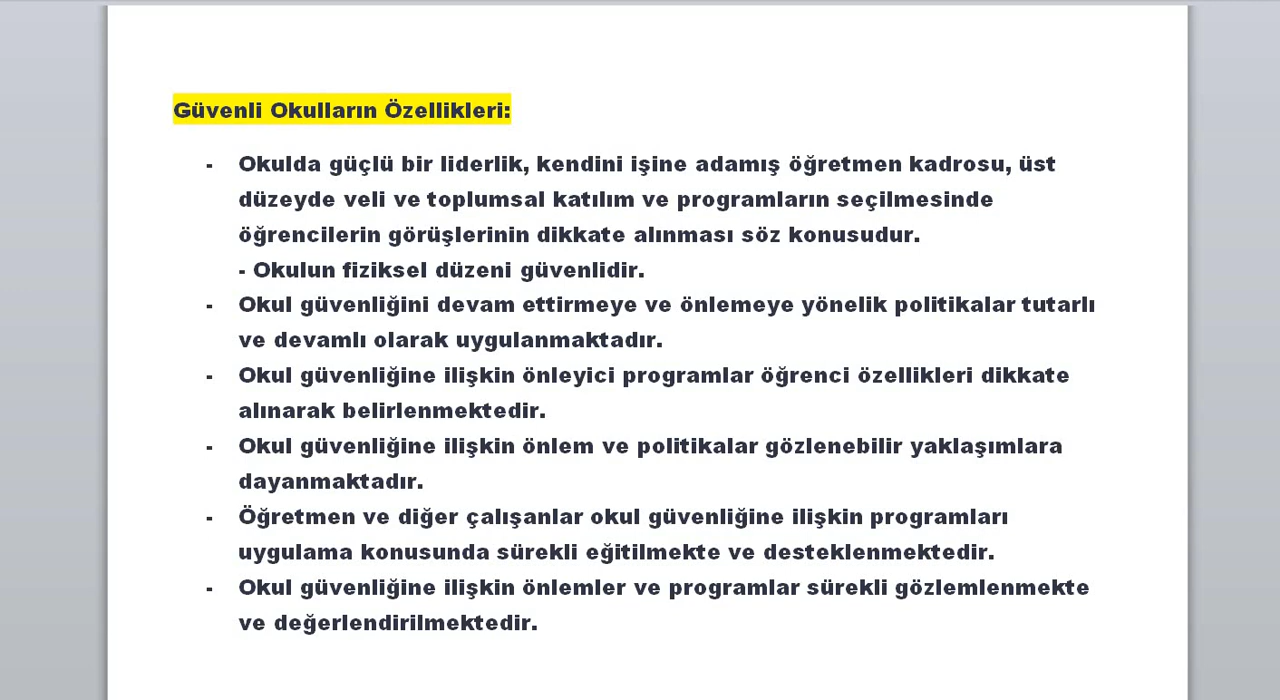 Güvenli Okulların Özellikleri:
- Okulda güçlü bir liderlik, kendini işine adamış öğretmen kadrosu, üst
düzeyde veli ve toplumsal katılım ve programların seçilmesinde
öğrencilerin görüşlerinin dikkate alınması söz konusudur.
- Okulun fiziksel düzeni güvenlidir.
- Okul güvenliğini devam ettirmeye ve önlemeye yönelik politikalar tutarlı
ve devamlı olarak uygulanmaktadır.
- Okul güvenliğine ilişkin önleyici programlar öğrenci özellikleri dikkate
alınarak belirlenmektedir.
- Okul güvenliğine ilişkin önlem ve politikalar gözlenebilir yaklaşımlara
dayanmaktadır.
- Öğretmen ve diğer çalışanlar okul güvenliğine ilişkin programları
uygulama konusunda sürekli eğitilmekte ve desteklenmektedir.
- Okul güvenliğine ilişkin önlemler ve programlar sürekli gözlemlenmekte
ve değerlendirilmektedir.